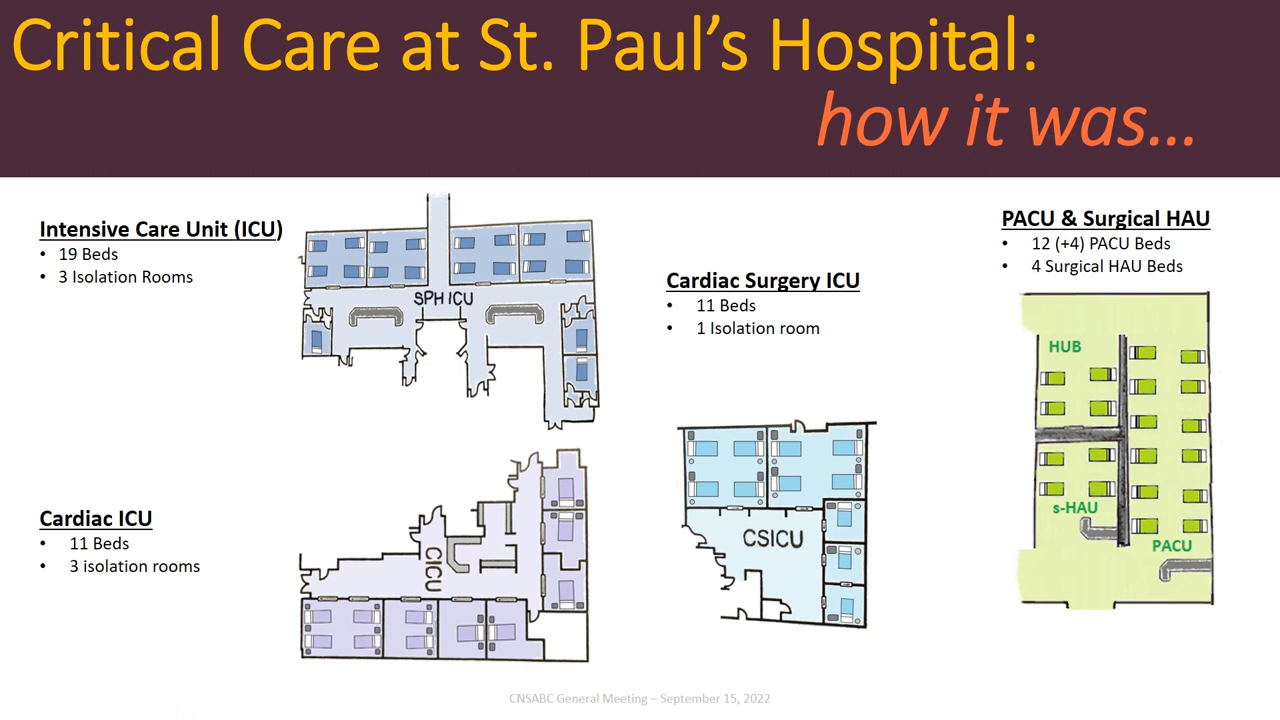 Critical Care at St. Paul's Hospital:
how it was...
Intensive Care Unit (ICU)
• 19 Beds
• 3 Isolation Rooms
SPH ICU
Cardiac ICU
• 11 Beds
• 3 isolation rooms
CICU
Cardiac Surgery ICU
• 11 Beds
• 1 Isolation room
CSICU
PACU & Surgical HAU
• 12 (+4) PACU Beds
• 4 Surgical HAU Beds
HUB
s-HAU
PACU
CNSABC General Meeting – September 15, 2022